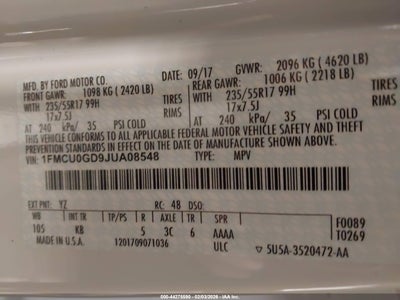 MFD. BY FORD MOTOR CO. DATE: 09/17 GVWR: 2096 KG ( 4620 LB)
FRONT GAWR: 1098 KG ( 2420 LB) REAR GAWR: 1006 KG ( 2218 LB)
WITH 235/55R17 99H TIRES WITH 235/55R17 99H TIRES
17x7.5J RIMS 17x7.5J RIMS
AT 240 kPa/ 35 PSI COLD AT 240 kPa/ 35 PSI COLD
THIS VEHICLE CONFORMS TO ALL APPLICABLE FEDERAL MOTOR VEHICLE SAFETY AND THEFT PREVENTION STANDARDS IN EFFECT ON THE DATE OF MANUFACTURE SHOWN ABOVE.
VIN: 1FMCU0GD9JUA08548 TYPE: MPV
EXT PNT: YZ RC: 48 DSO:
WB INT TR TP/PS R AXLE TR SPR F0089
105 KB 5 3C 6 AAAA T0269
MADE IN U.S.A. 1201709071036 ULC 5U5A-3520472-AA
ID: 000-44278590 - 02/03/2026 - IAA Inc.